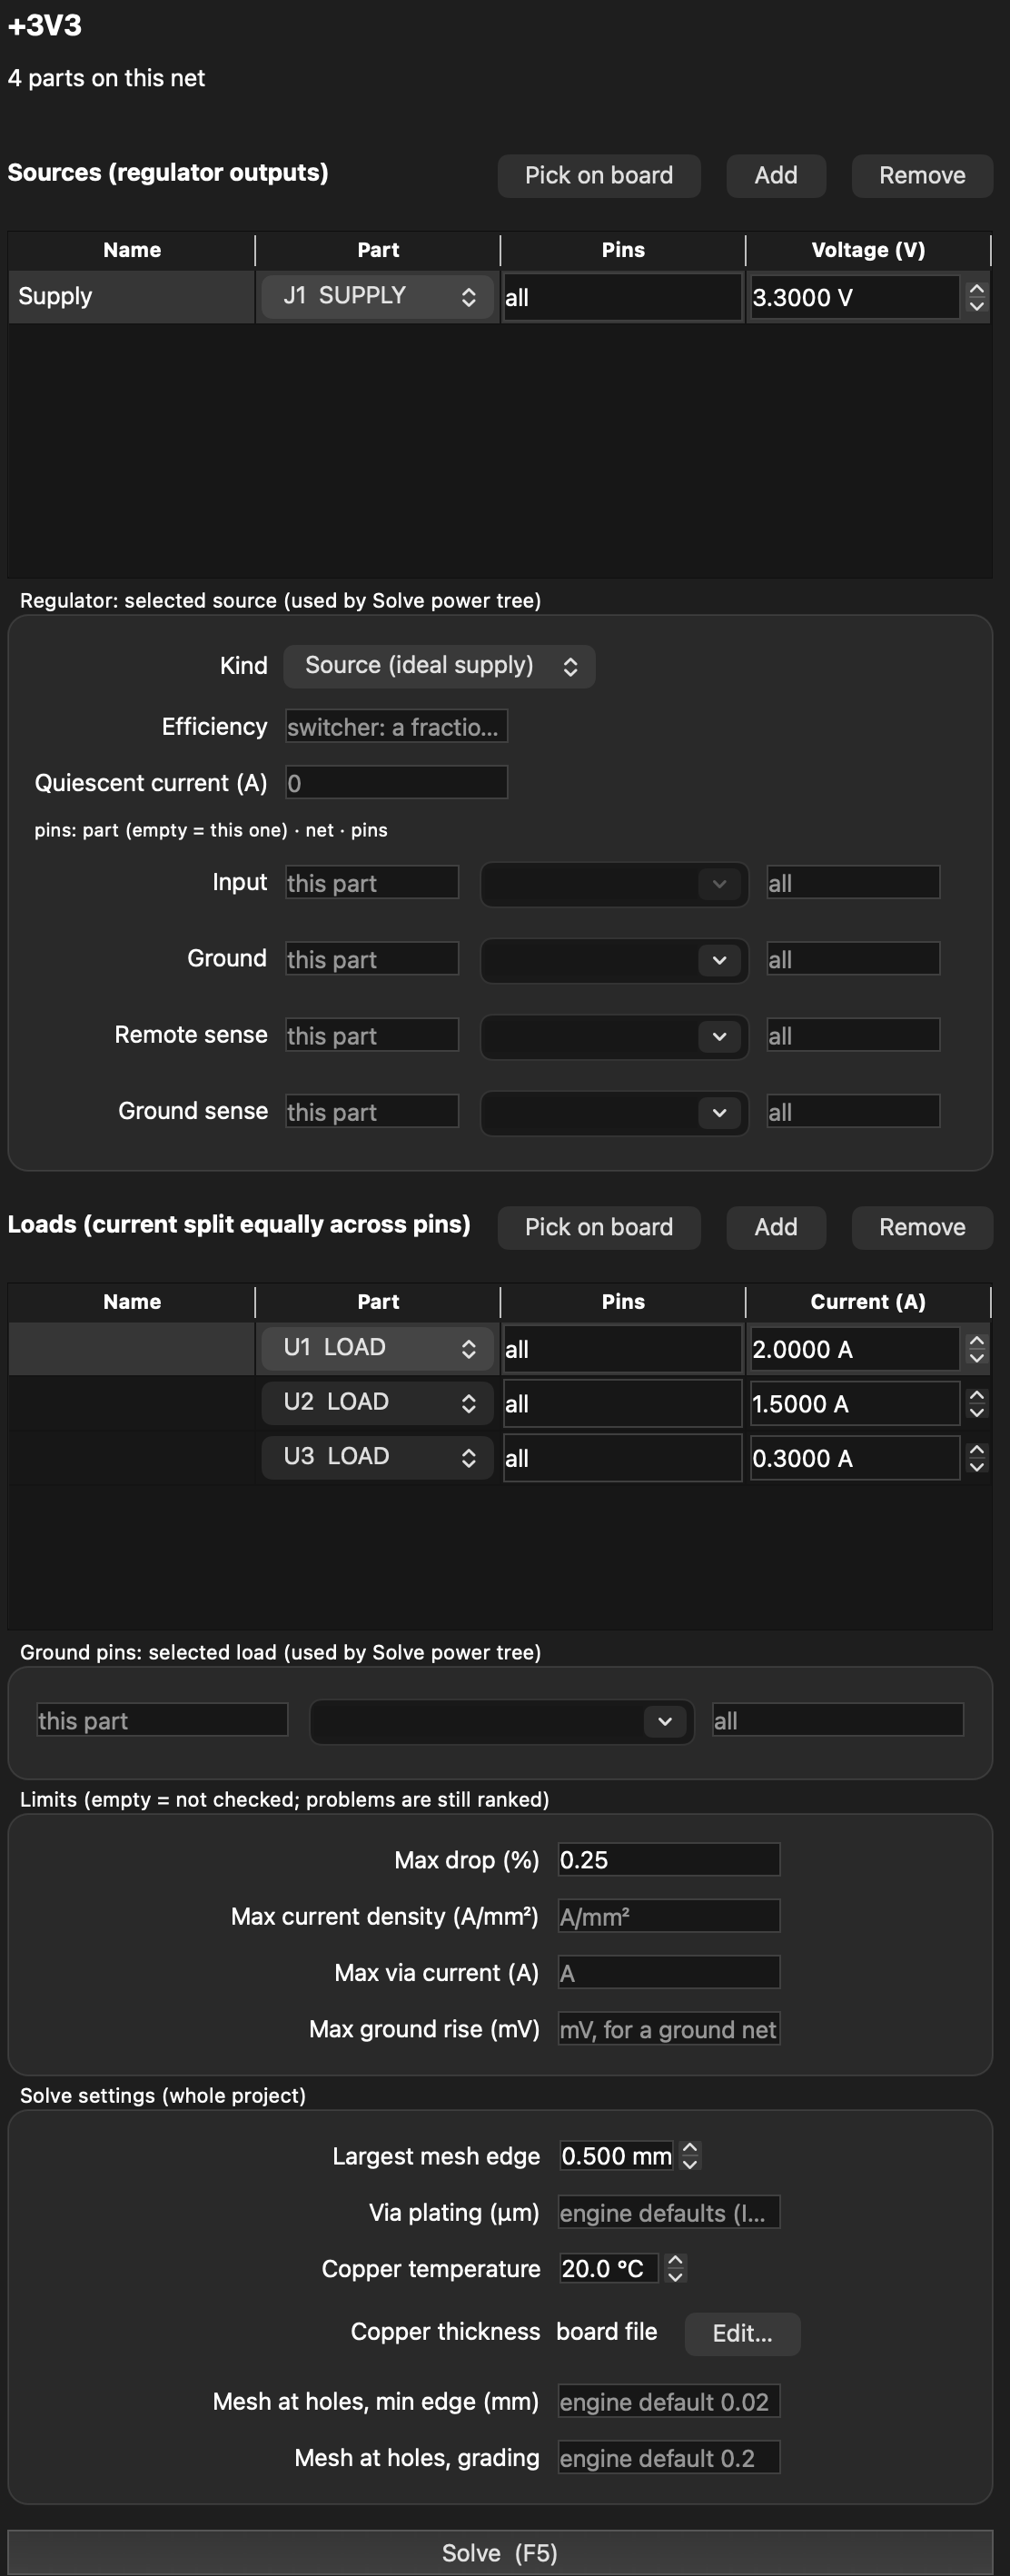 +3V3
4 parts on this net
Sources (regulator outputs) Pick on board Add Remove
Name Part Pins Voltage (V)
Supply J1 SUPPLY all 3.3000 V
Regulator: selected source (used by Solve power tree)
Kind Source (ideal supply)
Efficiency switcher: a fractio...
Quiescent current (A) 0
pins: part (empty = this one) · net · pins
Input this part all
Ground this part all
Remote sense this part all
Ground sense this part all
Loads (current split equally across pins) Pick on board Add Remove
Name Part Pins Current (A)
U1 LOAD all 2.0000 A
U2 LOAD all 1.5000 A
U3 LOAD all 0.3000 A
Ground pins: selected load (used by Solve power tree)
this part all
Limits (empty = not checked; problems are still ranked)
Max drop (%) 0.25
Max current density (A/mm²) A/mm²
Max via current (A) A
Max ground rise (mV) mV, for a ground net
Solve settings (whole project)
Largest mesh edge 0.500 mm
Via plating (µm) engine defaults (I...
Copper temperature 20.0 °C
Copper thickness board file Edit...
Mesh at holes, min edge (mm) engine default 0.02
Mesh at holes, grading engine default 0.2
Solve (F5)